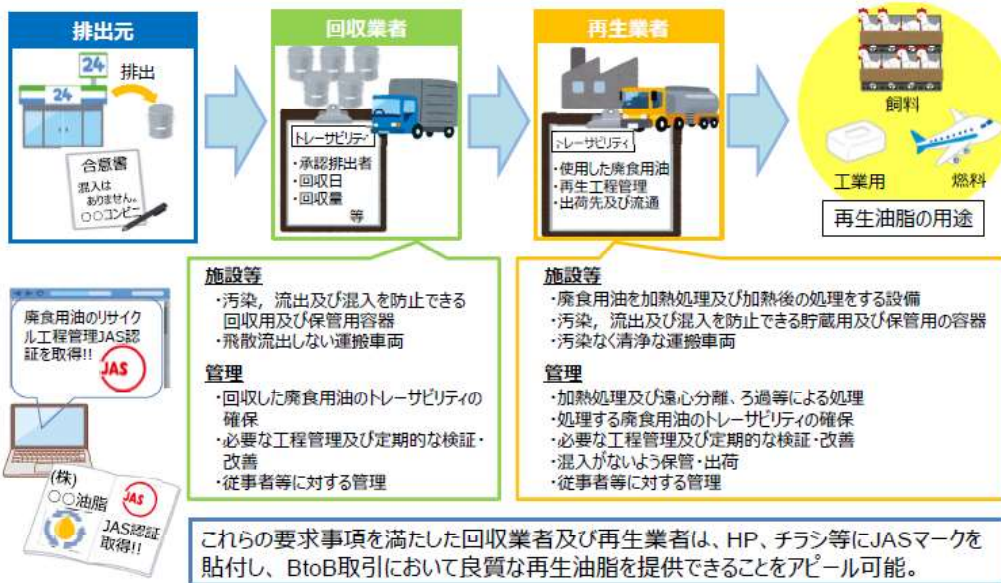 排出元
24
24
排出
合意書
混入は
ありません。
○○コンビニ
回収業者
トレーサビリティ
・承認排出者
・回収日
・回収量
等
再生業者
トレーサビリティ
・使用した廃食用油
・再生工程管理
・出荷先及び流通
飼料
工業用
燃料
再生油脂の用途
廃食用油のリサイク
ル工程管理JAS認
証を取得!!
JAS
(株)
○○油脂
JAS
JAS認証
取得!!
施設等
・汚染，流出及び混入を防止できる
回収用及び保管用容器
・飛散流出しない運搬車両
管理
・回収した廃食用油のトレーサビリティの
確保
・必要な工程管理及び定期的な検証・
改善
・従事者等に対する管理
施設等
・廃食用油を加熱処理及び加熱後の処理をする設備
・汚染，流出及び混入を防止できる貯蔵用及び保管用の容器
・汚染なく清浄な運搬車両
管理
・加熱処理及び遠心分離、ろ過等による処理
・処理する廃食用油のトレーサビリティの確保
・必要な工程管理及び定期的な検証・改善
・混入がないよう保管・出荷
・従事者等に対する管理
これらの要求事項を満たした回収業者及び再生業者は、HP、チラシ等にJASマークを
貼付し、BtoB取引において良質な再生油脂を提供できることをアピール可能。